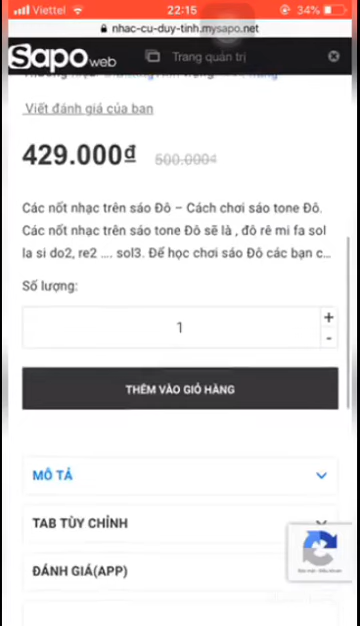 Viettel
22:15
34%
nhac-cu-duy-tinh.mysapo.net
Sapo web
Trang quản trị
Viết đánh giá của bạn
429.000₫
500.000₫
Các nốt nhạc trên sáo Đô – Cách chơi sáo tone Đô.
Các nốt nhạc trên sáo tone Đô sẽ là , đô rê mi fa sol
la si do2, re2 .... sol3. Để học chơi sáo Đô các bạn c...
Số lượng:
1
+
-
THÊM VÀO GIỎ HÀNG
MÔ TẢ
TAB TÙY CHỈNH
ĐÁNH GIÁ(APP)